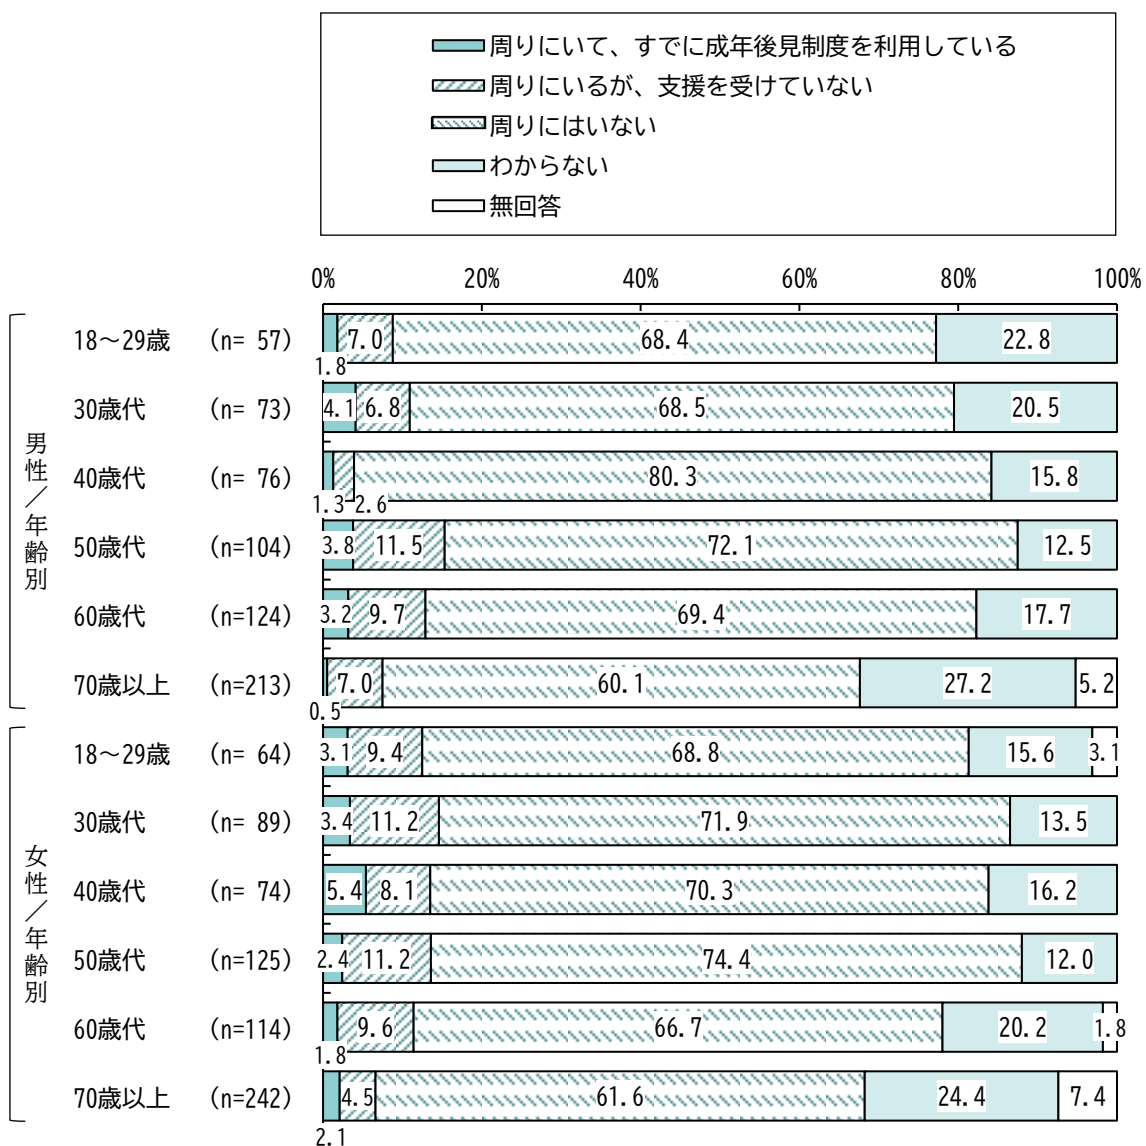 周りにいて、すでに成年後見制度を利用している
周りにいるが、支援を受けていない
周りにはいない
わからない
無回答
0% 20% 40% 60% 80% 100%
男性／年齢別
18～29歳 (n= 57) 1.8 7.0 68.4 22.8
30歳代 (n= 73) 4.1 6.8 68.5 20.5
40歳代 (n= 76) 1.3 2.6 80.3 15.8
50歳代 (n=104) 3.8 11.5 72.1 12.5
60歳代 (n=124) 3.2 9.7 69.4 17.7
70歳以上 (n=213) 0.5 7.0 60.1 27.2 5.2
女性／年齢別
18～29歳 (n= 64) 3.1 9.4 68.8 15.6 3.1
30歳代 (n= 89) 3.4 11.2 71.9 13.5
40歳代 (n= 74) 5.4 8.1 70.3 16.2
50歳代 (n=125) 2.4 11.2 74.4 12.0
60歳代 (n=114) 1.8 9.6 66.7 20.2 1.8
70歳以上 (n=242) 2.1 4.5 61.6 24.4 7.4